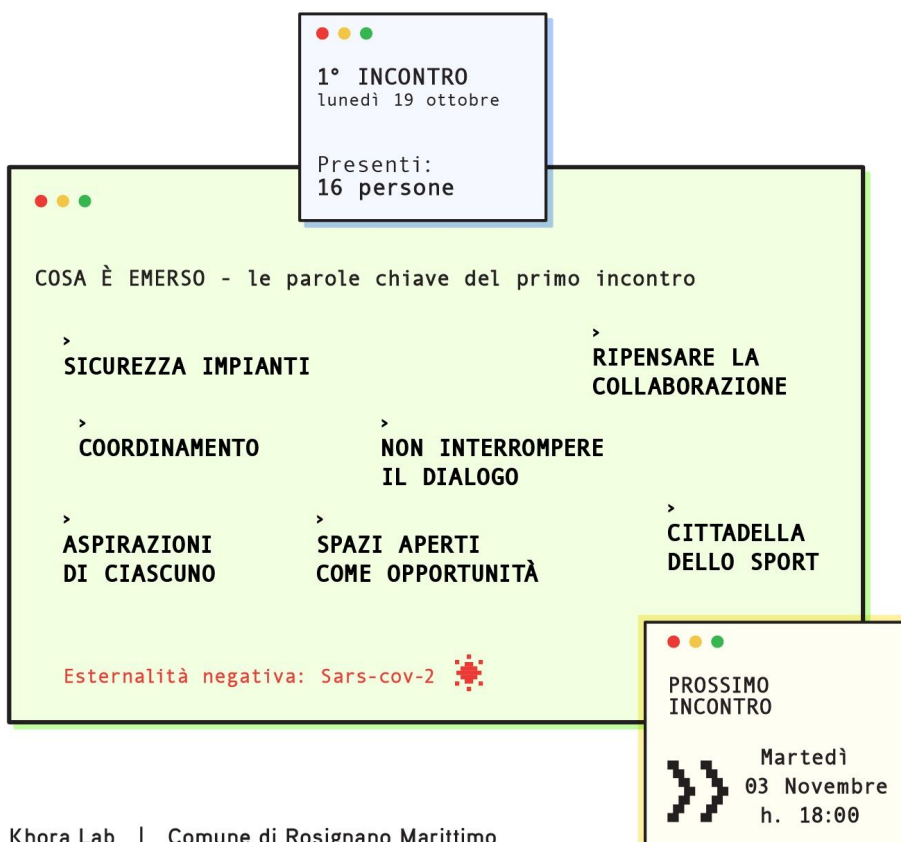 1° INCONTRO
lunedì 19 ottobre
Presenti:
16 persone
COSA È EMERSO - le parole chiave del primo incontro
>
SICUREZZA IMPIANTI
>
RIPENSARE LA
COLLABORAZIONE
>
COORDINAMENTO
>
NON INTERROMPERE
IL DIALOGO
>
ASPIRAZIONI
DI CIASCUNO
>
SPAZI APERTI
COME OPPORTUNITÀ
>
CITTADELLA
DELLO SPORT
Esternalità negativa: Sars-cov-2
PROSSIMO
INCONTRO
Martedì
03 Novembre
h. 18:00
Khora Lab | Comune di Rosignano Marittimo